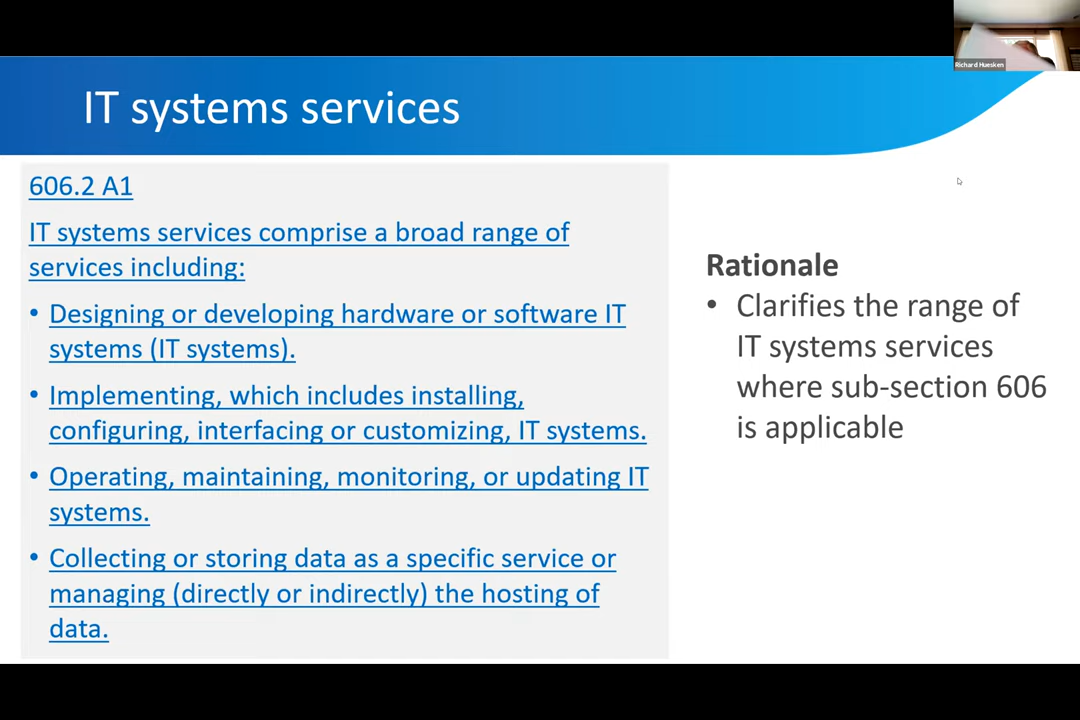 Richard Huesken
IT systems services
606.2 A1
IT systems services comprise a broad range of
services including:
• Designing or developing hardware or software IT
systems (IT systems).
• Implementing, which includes installing,
configuring, interfacing or customizing, IT systems.
• Operating, maintaining, monitoring, or updating IT
systems.
• Collecting or storing data as a specific service or
managing (directly or indirectly) the hosting of
data.
Rationale
• Clarifies the range of
IT systems services
where sub-section 606
is applicable